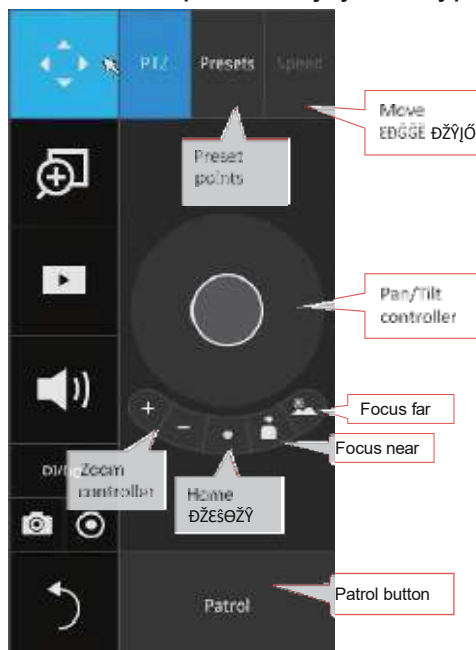 PTZ
Presets
Speed
Move
Preset
points
Pan/Tilt
controller
Focus far
Focus near
DI/
Zoom
controller
Home
Patrol
Patrol button